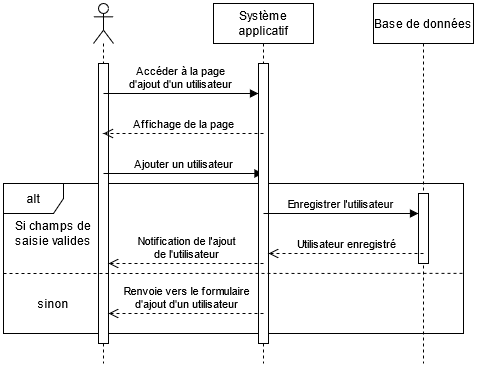 Système
applicatif
Base de données
Accéder à la page
d'ajout d'un utilisateur
Affichage de la page
Ajouter un utilisateur
alt
Si champs de
saisie valides
Enregistrer l'utilisateur
Utilisateur enregistré
Notification de l'ajout
de l'utilisateur
sinon
Renvoie vers le formulaire
d'ajout d'un utilisateur